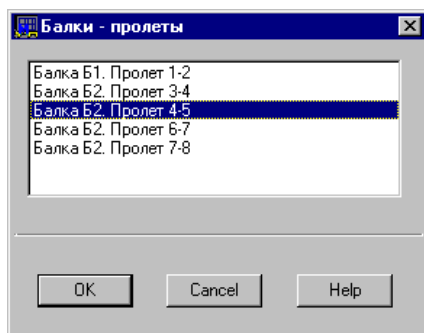 Балки - пролеты
Балка Б1. Пролет 1-2
Балка Б2. Пролет 3-4
Балка Б2. Пролет 4-5
Балка Б2. Пролет 6-7
Балка Б2. Пролет 7-8
OK
Cancel
Help